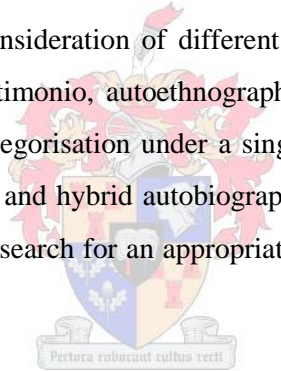 nsideration of different
timonio, autoethnograph
egorisation under a sing
and hybrid autobiograp
search for an appropriat
Pectora roborant cultus recti